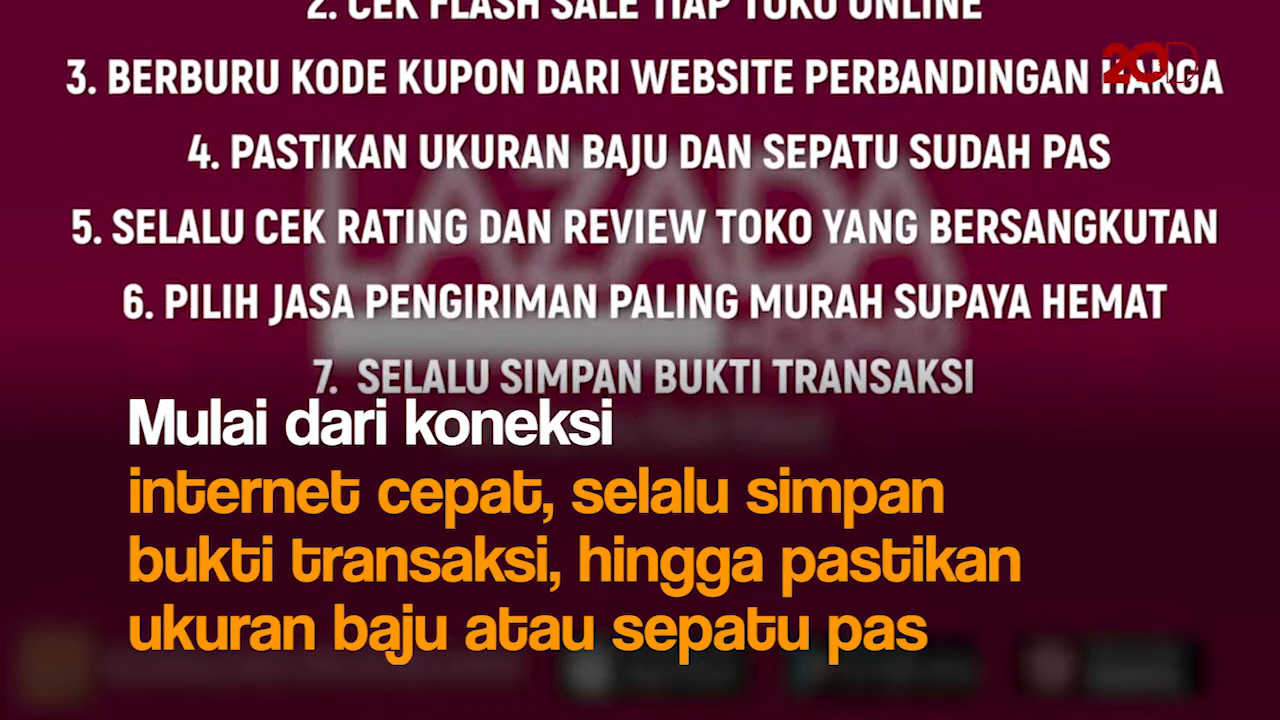 2. CEK FLASH SALE TIAP TOKO ONLINE
20D
3. BERBURU KODE KUPON DARI WEBSITE PERBANDINGAN HARGA
4. PASTIKAN UKURAN BAJU DAN SEPATU SUDAH PAS
LAZADA
5. SELALU CEK RATING DAN REVIEW TOKO YANG BERSANGKUTAN
6. PILIH JASA PENGIRIMAN PALING MURAH SUPAYA HEMAT
7. SELALU SIMPAN BUKTI TRANSAKSI
Mulai dari koneksi
internet cepat, selalu simpan
bukti transaksi, hingga pastikan
ukuran baju atau sepatu pas